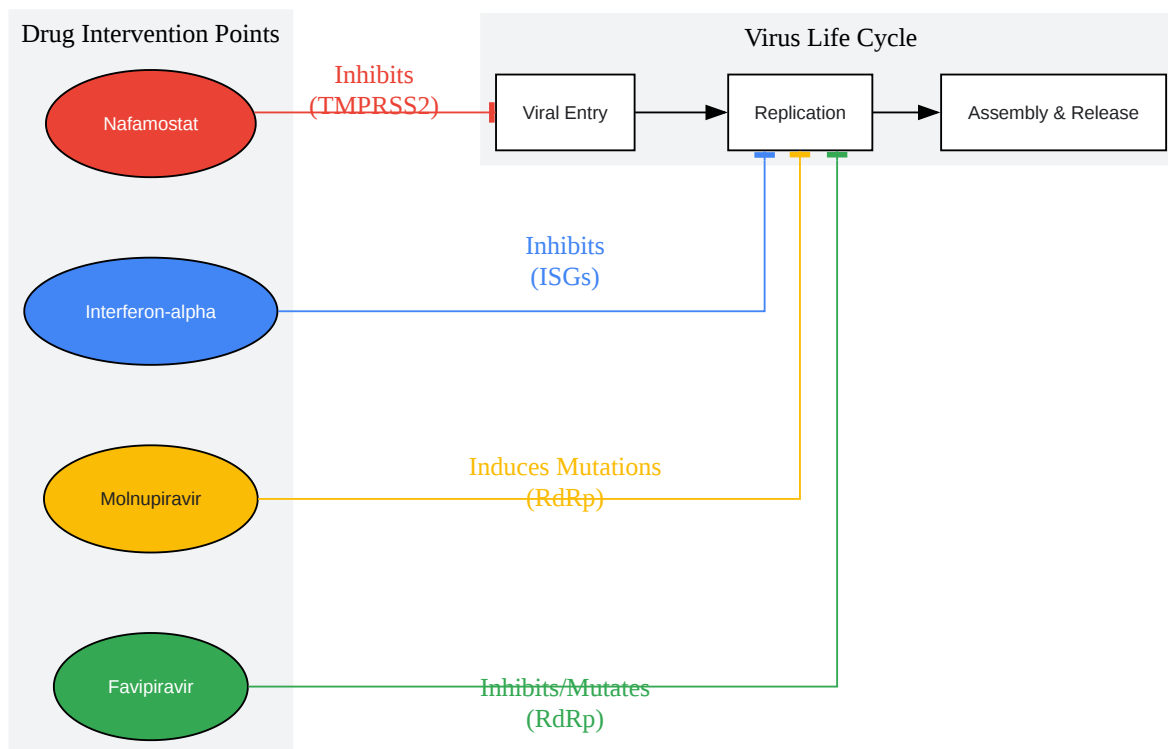 Drug Intervention Points
Virus Life Cycle
Inhibits
(TMPRSS2)
Nafamostat
Viral Entry
Replication
Assembly & Release
Inhibits
(ISGs)
Interferon-alpha
Induces Mutations
(RdRp)
Molnupiravir
Inhibits/Mutates
(RdRp)
Favipiravir